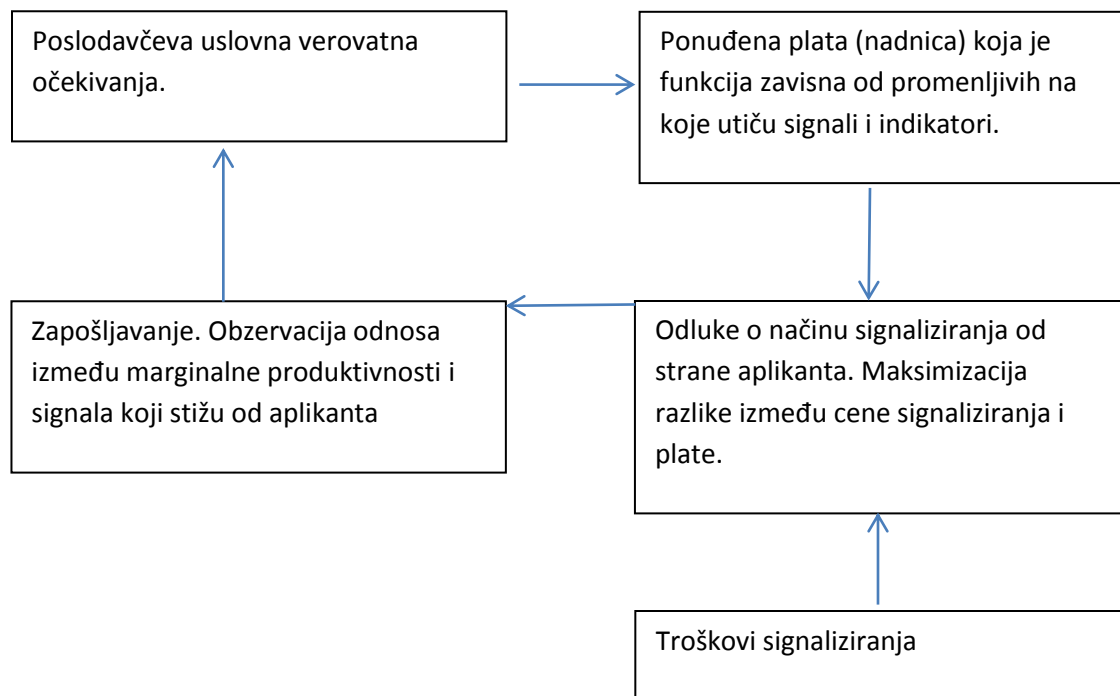 Poslodavčeva uslovna verovatna
očekivanja.
Ponuđena plata (nadnica) koja je
funkcija zavisna od promenljivih na
koje utiču signali i indikatori.
Zapošljavanje. Obzervacija odnosa
između marginalne produktivnosti i
signala koji stižu od aplikanta
Odluke o načinu signaliziranja od
strane aplikanta. Maksimizacija
razlike između cene signaliziranja i
plate.
Troškovi signaliziranja